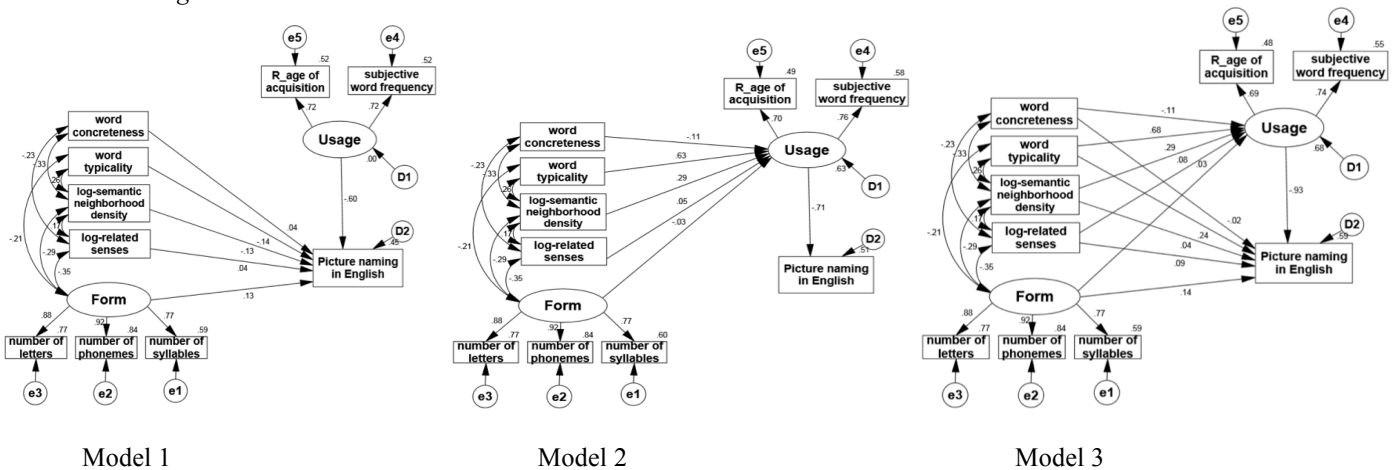 e5
e4
.52
.52
R_age of
acquisition
subjective
word frequency
.72
.72
Usage
.00
D1
word
concreteness
word
typicality
log-semantic
neighborhood
density
log-related
senses
-.23
-.33
.26
.17
-.21
-.29
-.35
-.60
.04
-.14
-.13
.04
.13
D2
.45
Picture naming
in English
Form
.88
.92
.77
.77
.84
.59
number of
letters
number of
phonemes
number of
syllables
e3
e2
e1
Model 1
e5
e4
.49
.58
R_age of
acquisition
subjective
word frequency
.70
.76
Usage
.63
D1
word
concreteness
word
typicality
log-semantic
neighborhood
density
log-related
senses
-.23
-.33
.26
.17
-.21
-.29
-.35
-.11
.63
.29
.05
-.03
-.71
D2
.51
Picture naming
in English
Form
.88
.92
.77
.77
.84
.60
number of
letters
number of
phonemes
number of
syllables
e3
e2
e1
Model 2
e5
e4
.48
.55
R_age of
acquisition
subjective
word frequency
.69
.74
Usage
.68
D1
word
concreteness
word
typicality
log-semantic
neighborhood
density
log-related
senses
-.23
-.33
.26
.17
-.21
-.29
-.35
-.11
.68
.29
.08
.03
-.93
-.02
.24
.04
.09
.14
D2
.59
Picture naming
in English
Form
.88
.92
.77
.77
.84
.59
number of
letters
number of
phonemes
number of
syllables
e3
e2
e1
Model 3